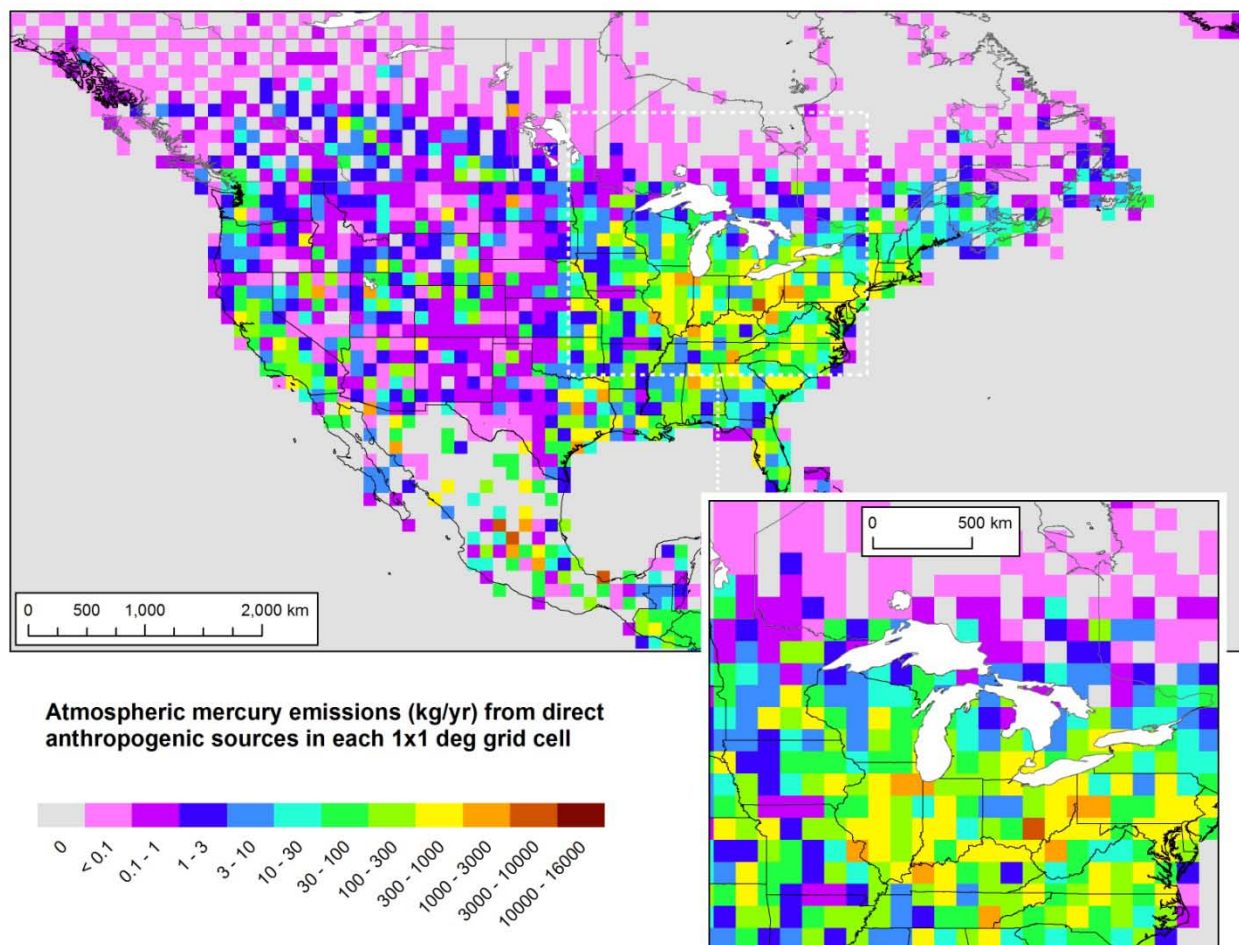 0 500 km
0 500 1,000 2,000 km
Atmospheric mercury emissions (kg/yr) from direct
anthropogenic sources in each 1x1 deg grid cell
0
< 0.1
0.1 - 1
1 - 3
3 - 10
10 - 30
30 - 100
100 - 300
300 - 1000
1000 - 3000
3000 - 10000
10000 - 16000